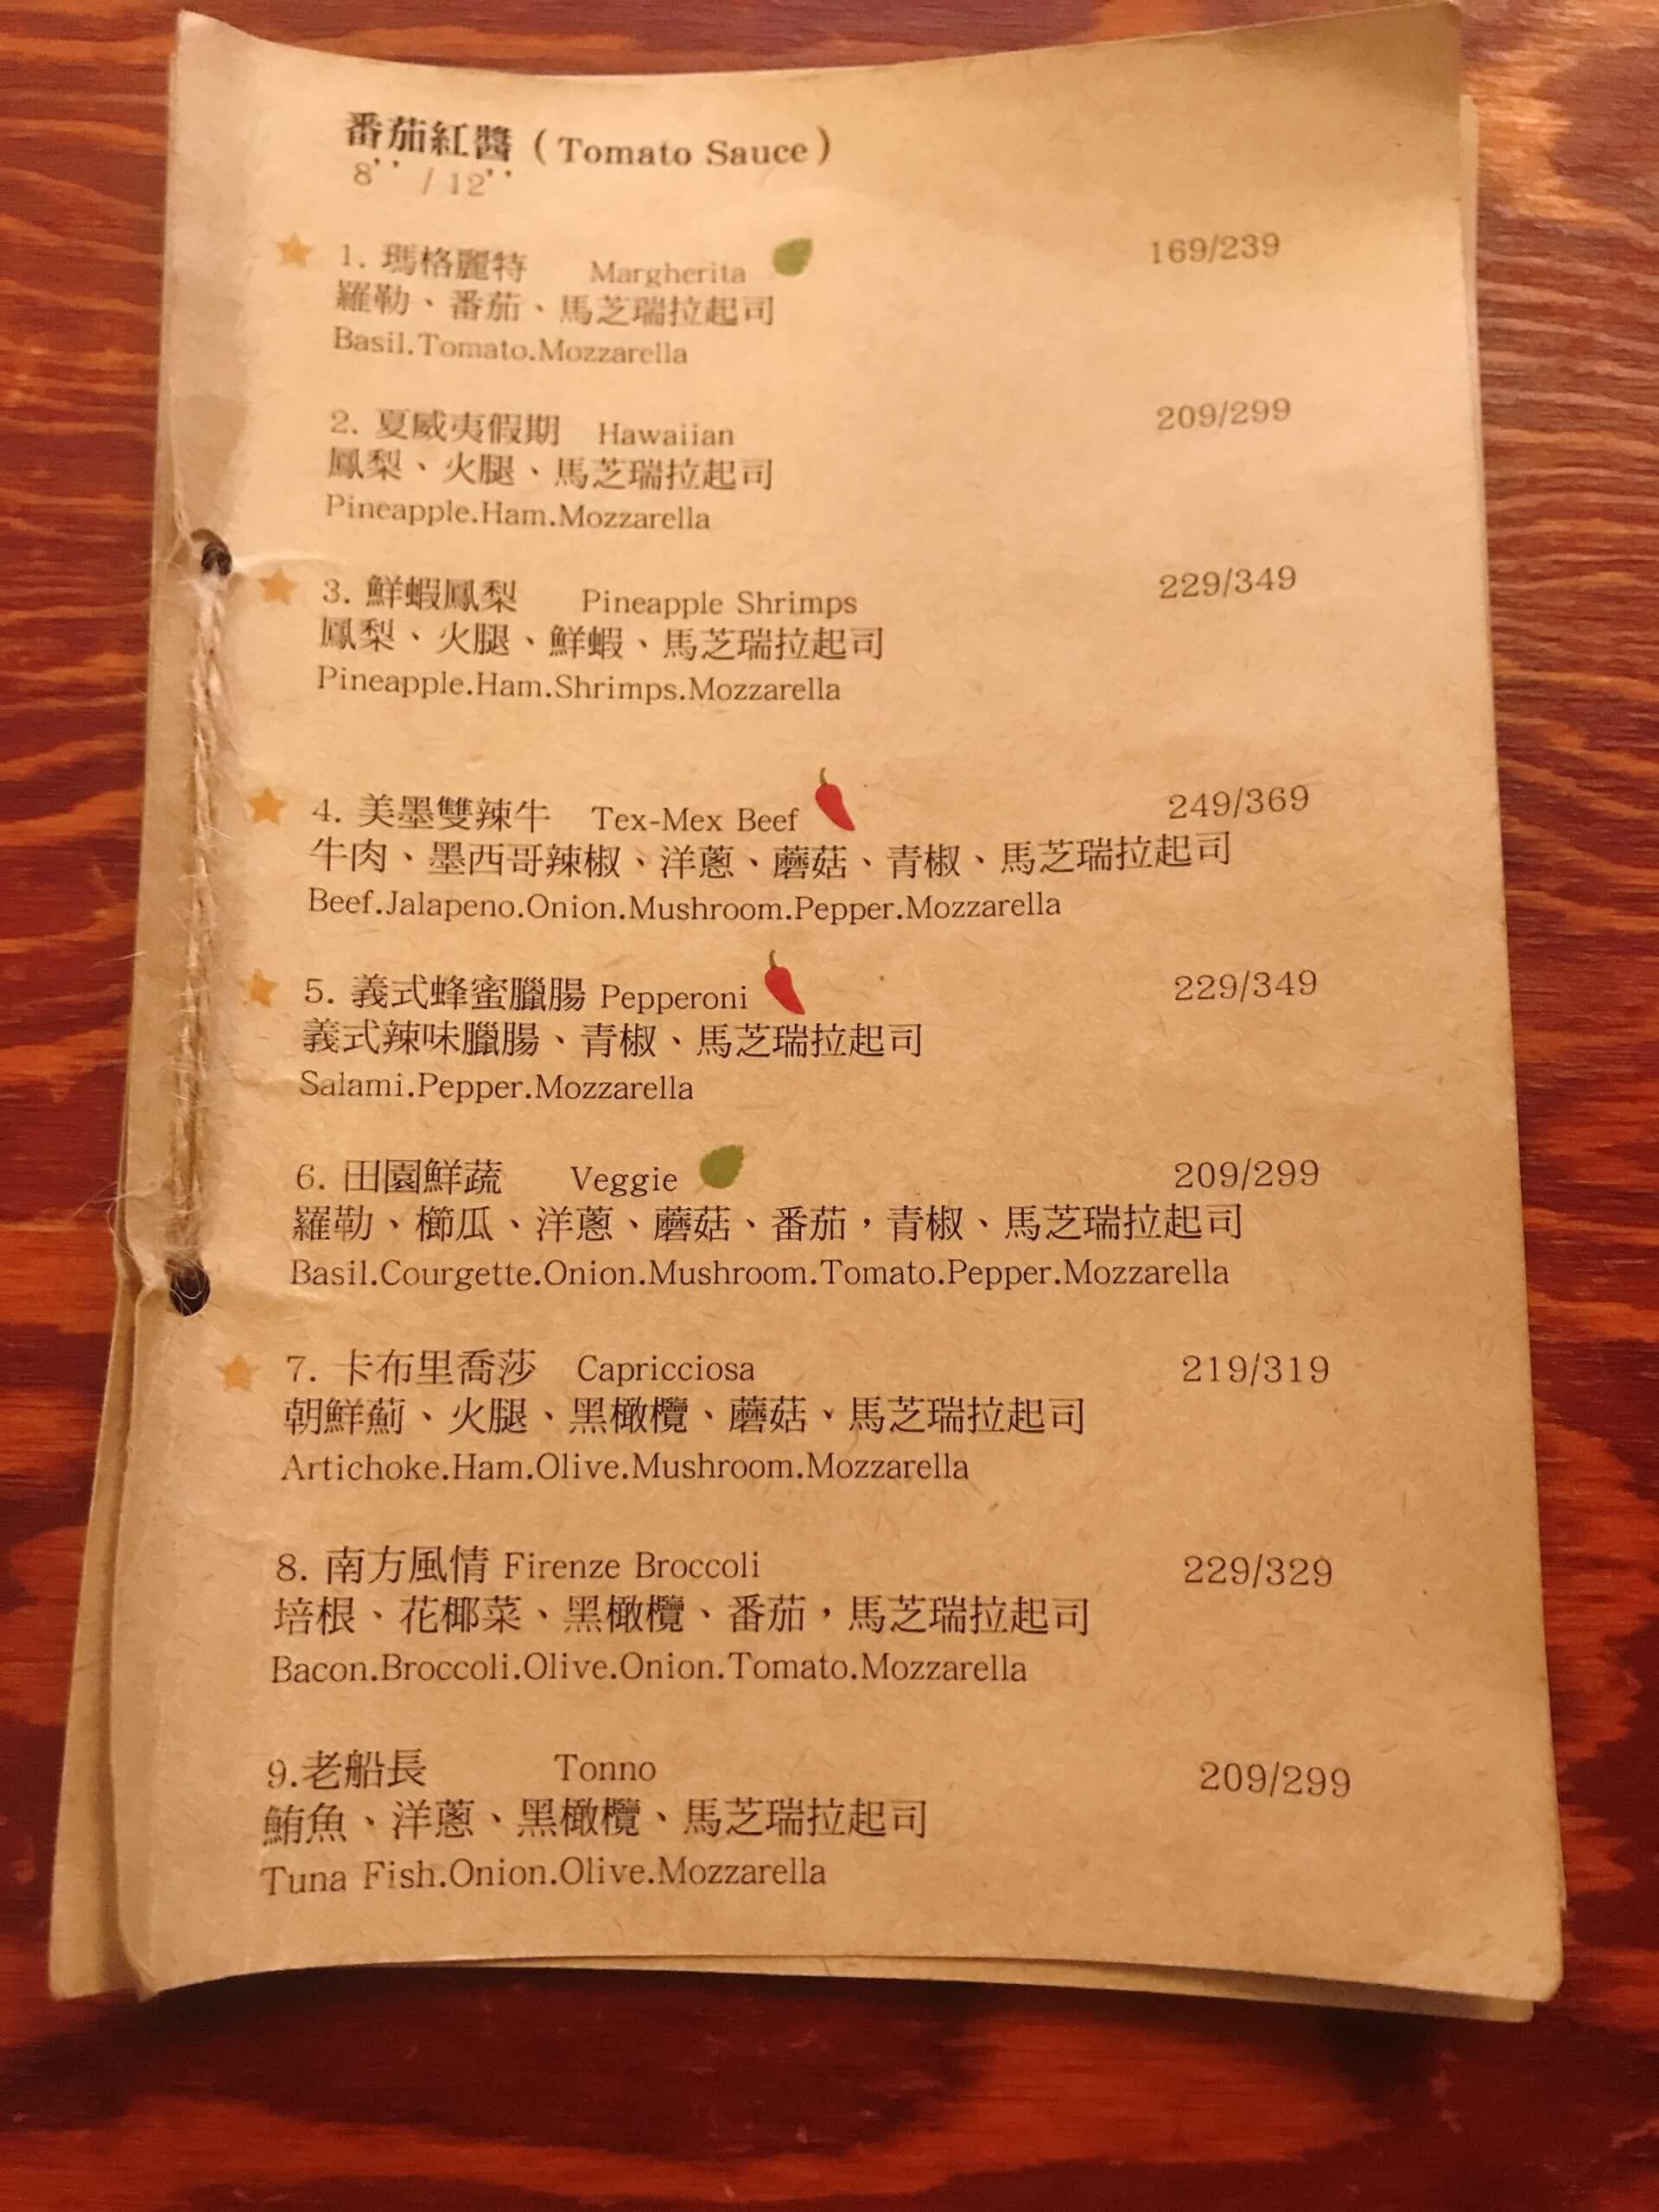 番茄紅醬（Tomato Sauce）
8'' / 12''
1. 瑪格麗特 Margherita 169/239
羅勒、番茄、馬芝瑞拉起司
Basil.Tomato.Mozzarella
2. 夏威夷假期 Hawaiian 209/299
鳳梨、火腿、馬芝瑞拉起司
Pineapple.Ham.Mozzarella
3. 鮮蝦鳳梨 Pineapple Shrimps 229/349
鳳梨、火腿、鮮蝦、馬芝瑞拉起司
Pineapple.Ham.Shrimps.Mozzarella
4. 美墨雙辣牛 Tex-Mex Beef 249/369
牛肉、墨西哥辣椒、洋蔥、蘑菇、青椒、馬芝瑞拉起司
Beef.Jalapeno.Onion.Mushroom.Pepper.Mozzarella
5. 義式蜂蜜臘腸 Pepperoni 229/349
義式辣味臘腸、青椒、馬芝瑞拉起司
Salami.Pepper.Mozzarella
6. 田園鮮蔬 Veggie 209/299
羅勒、櫛瓜、洋蔥、蘑菇、番茄，青椒、馬芝瑞拉起司
Basil.Courgette.Onion.Mushroom.Tomato.Pepper.Mozzarella
7. 卡布里喬莎 Capricciosa 219/319
朝鮮薊、火腿、黑橄欖、蘑菇、馬芝瑞拉起司
Artichoke.Ham.Olive.Mushroom.Mozzarella
8. 南方風情 Firenze Broccoli 229/329
培根、花椰菜、黑橄欖、番茄，馬芝瑞拉起司
Bacon.Broccoli.Olive.Onion.Tomato.Mozzarella
9.老船長 Tonno 209/299
鮪魚、洋蔥、黑橄欖、馬芝瑞拉起司
Tuna Fish.Onion.Olive.Mozzarella